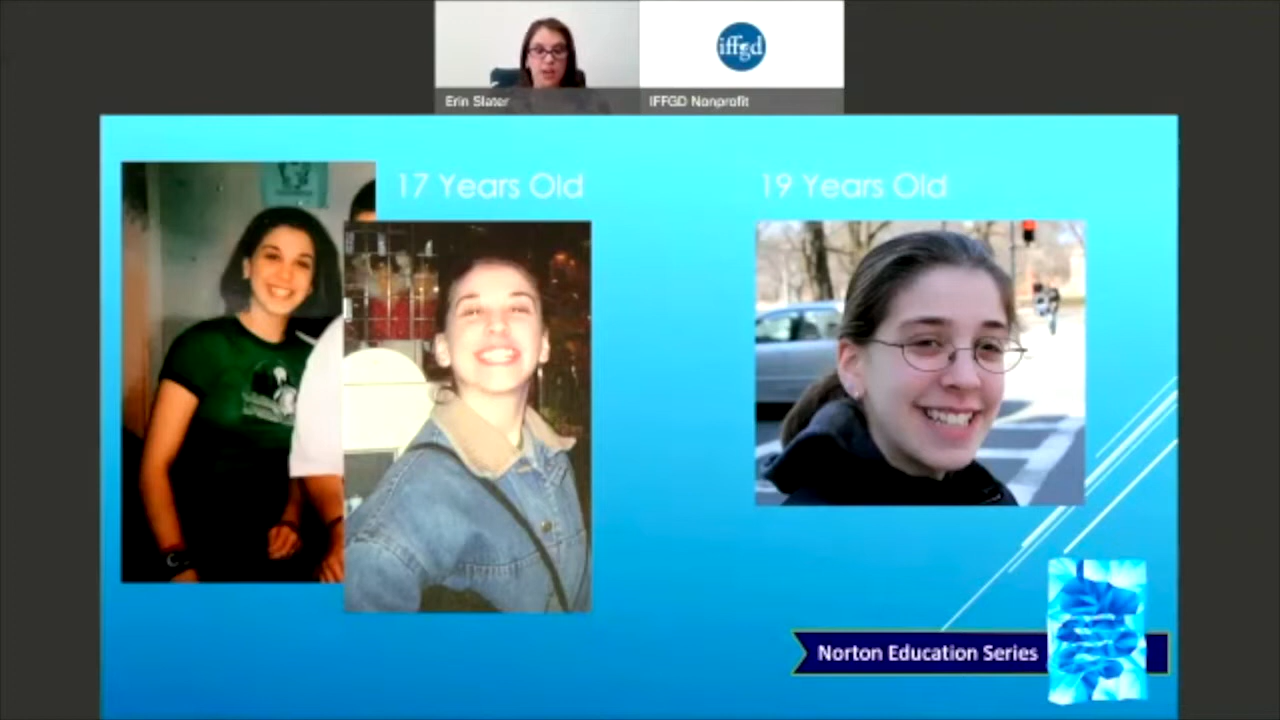 iffgd
Erin Slater
IFFGD Nonprofit
17 Years Old
19 Years Old
Norton Education Series